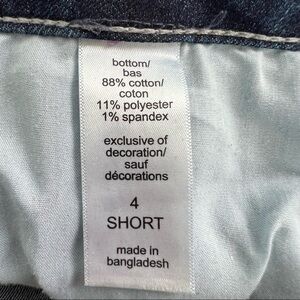 bottom/
bas
88% cotton/
coton
11% polyester
1% spandex
exclusive of
decoration/
sauf
décorations
4
SHORT
made in
bangladesh